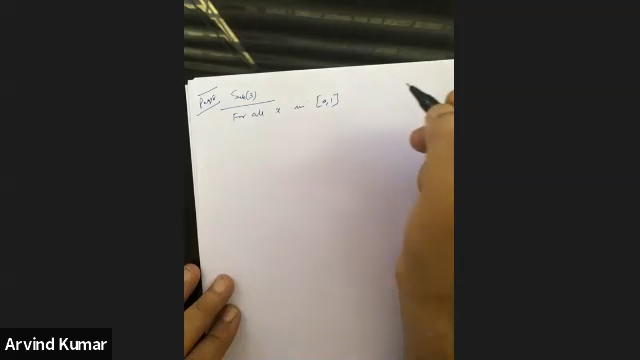 Sub(3)
For all x in [0,1]
Arvind Kumar